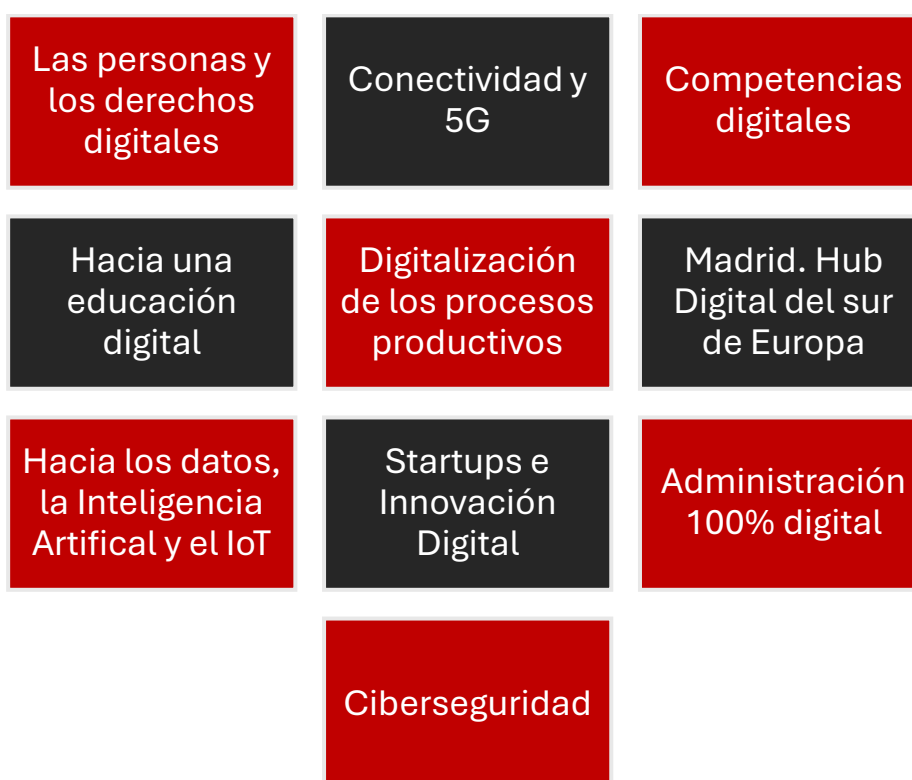 Las personas y
los derechos
digitales
Conectividad y
5G
Competencias
digitales
Hacia una
educación
digital
Digitalización
de los procesos
productivos
Madrid. Hub
Digital del sur
de Europa
Hacia los datos,
la Inteligencia
Artifical y el IoT
Startups e
Innovación
Digital
Administración
100% digital
Ciberseguridad